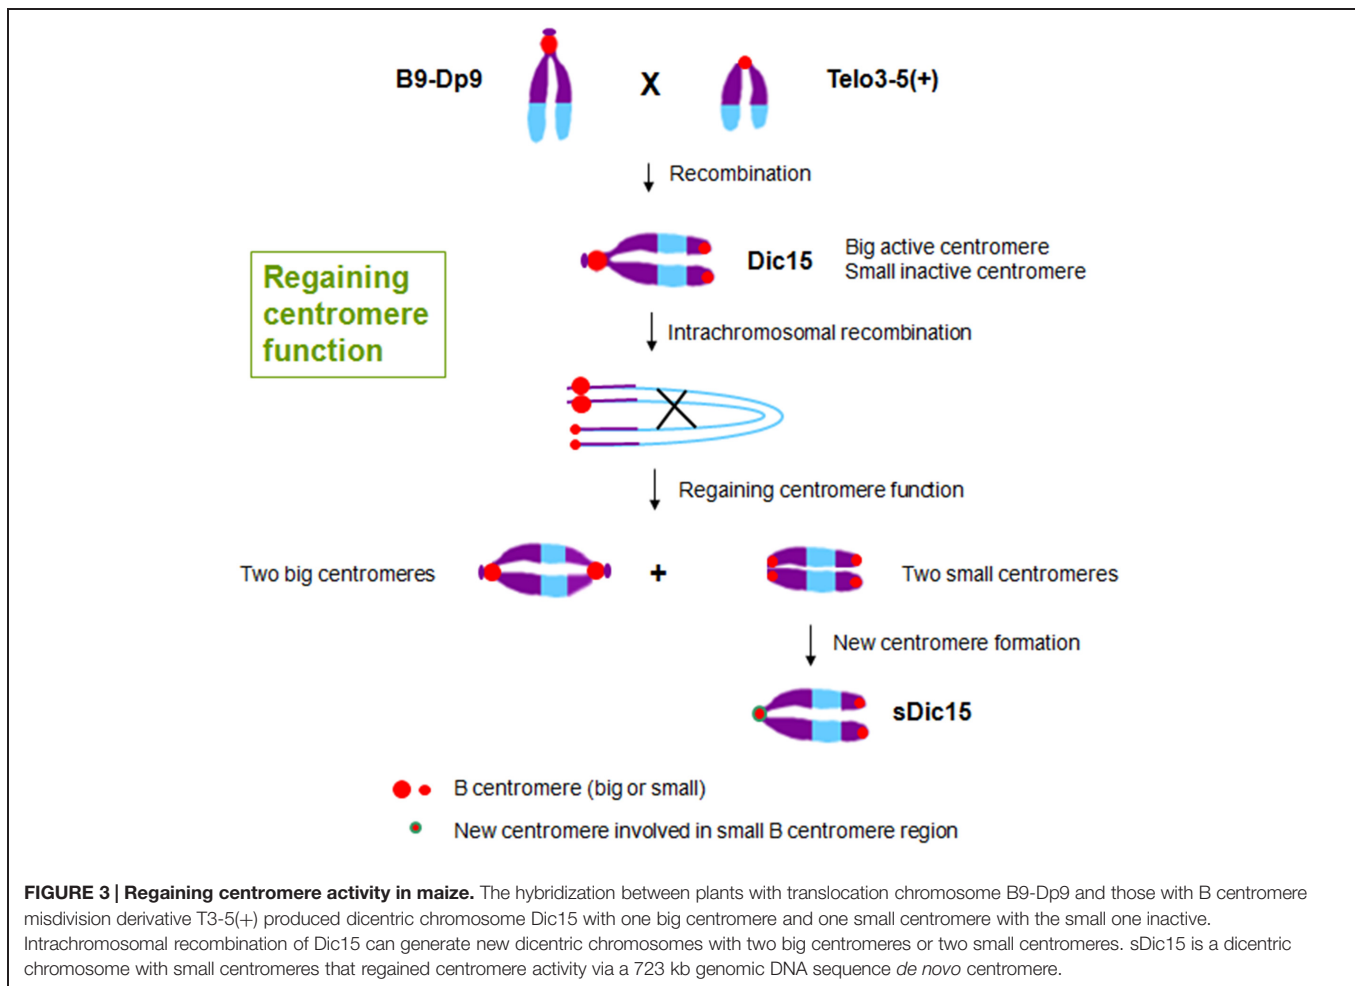 B9-Dp9
X
Telo3-5(+)
Recombination
Dic15
Big active centromere
Small inactive centromere
Regaining
centromere
function
Intrachromosomal recombination
Regaining centromere function
Two big centromeres
+
Two small centromeres
New centromere formation
sDic15
B centromere (big or small)
New centromere involved in small B centromere region
FIGURE 3 | Regaining centromere activity in maize. The hybridization between plants with translocation chromosome B9-Dp9 and those with B centromere
misdivision derivative T3-5(+) produced dicentric chromosome Dic15 with one big centromere and one small centromere with the small one inactive.
Intrachromosomal recombination of Dic15 can generate new dicentric chromosomes with two big centromeres or two small centromeres. sDic15 is a dicentric
chromosome with small centromeres that regained centromere activity via a 723 kb genomic DNA sequence de novo centromere.